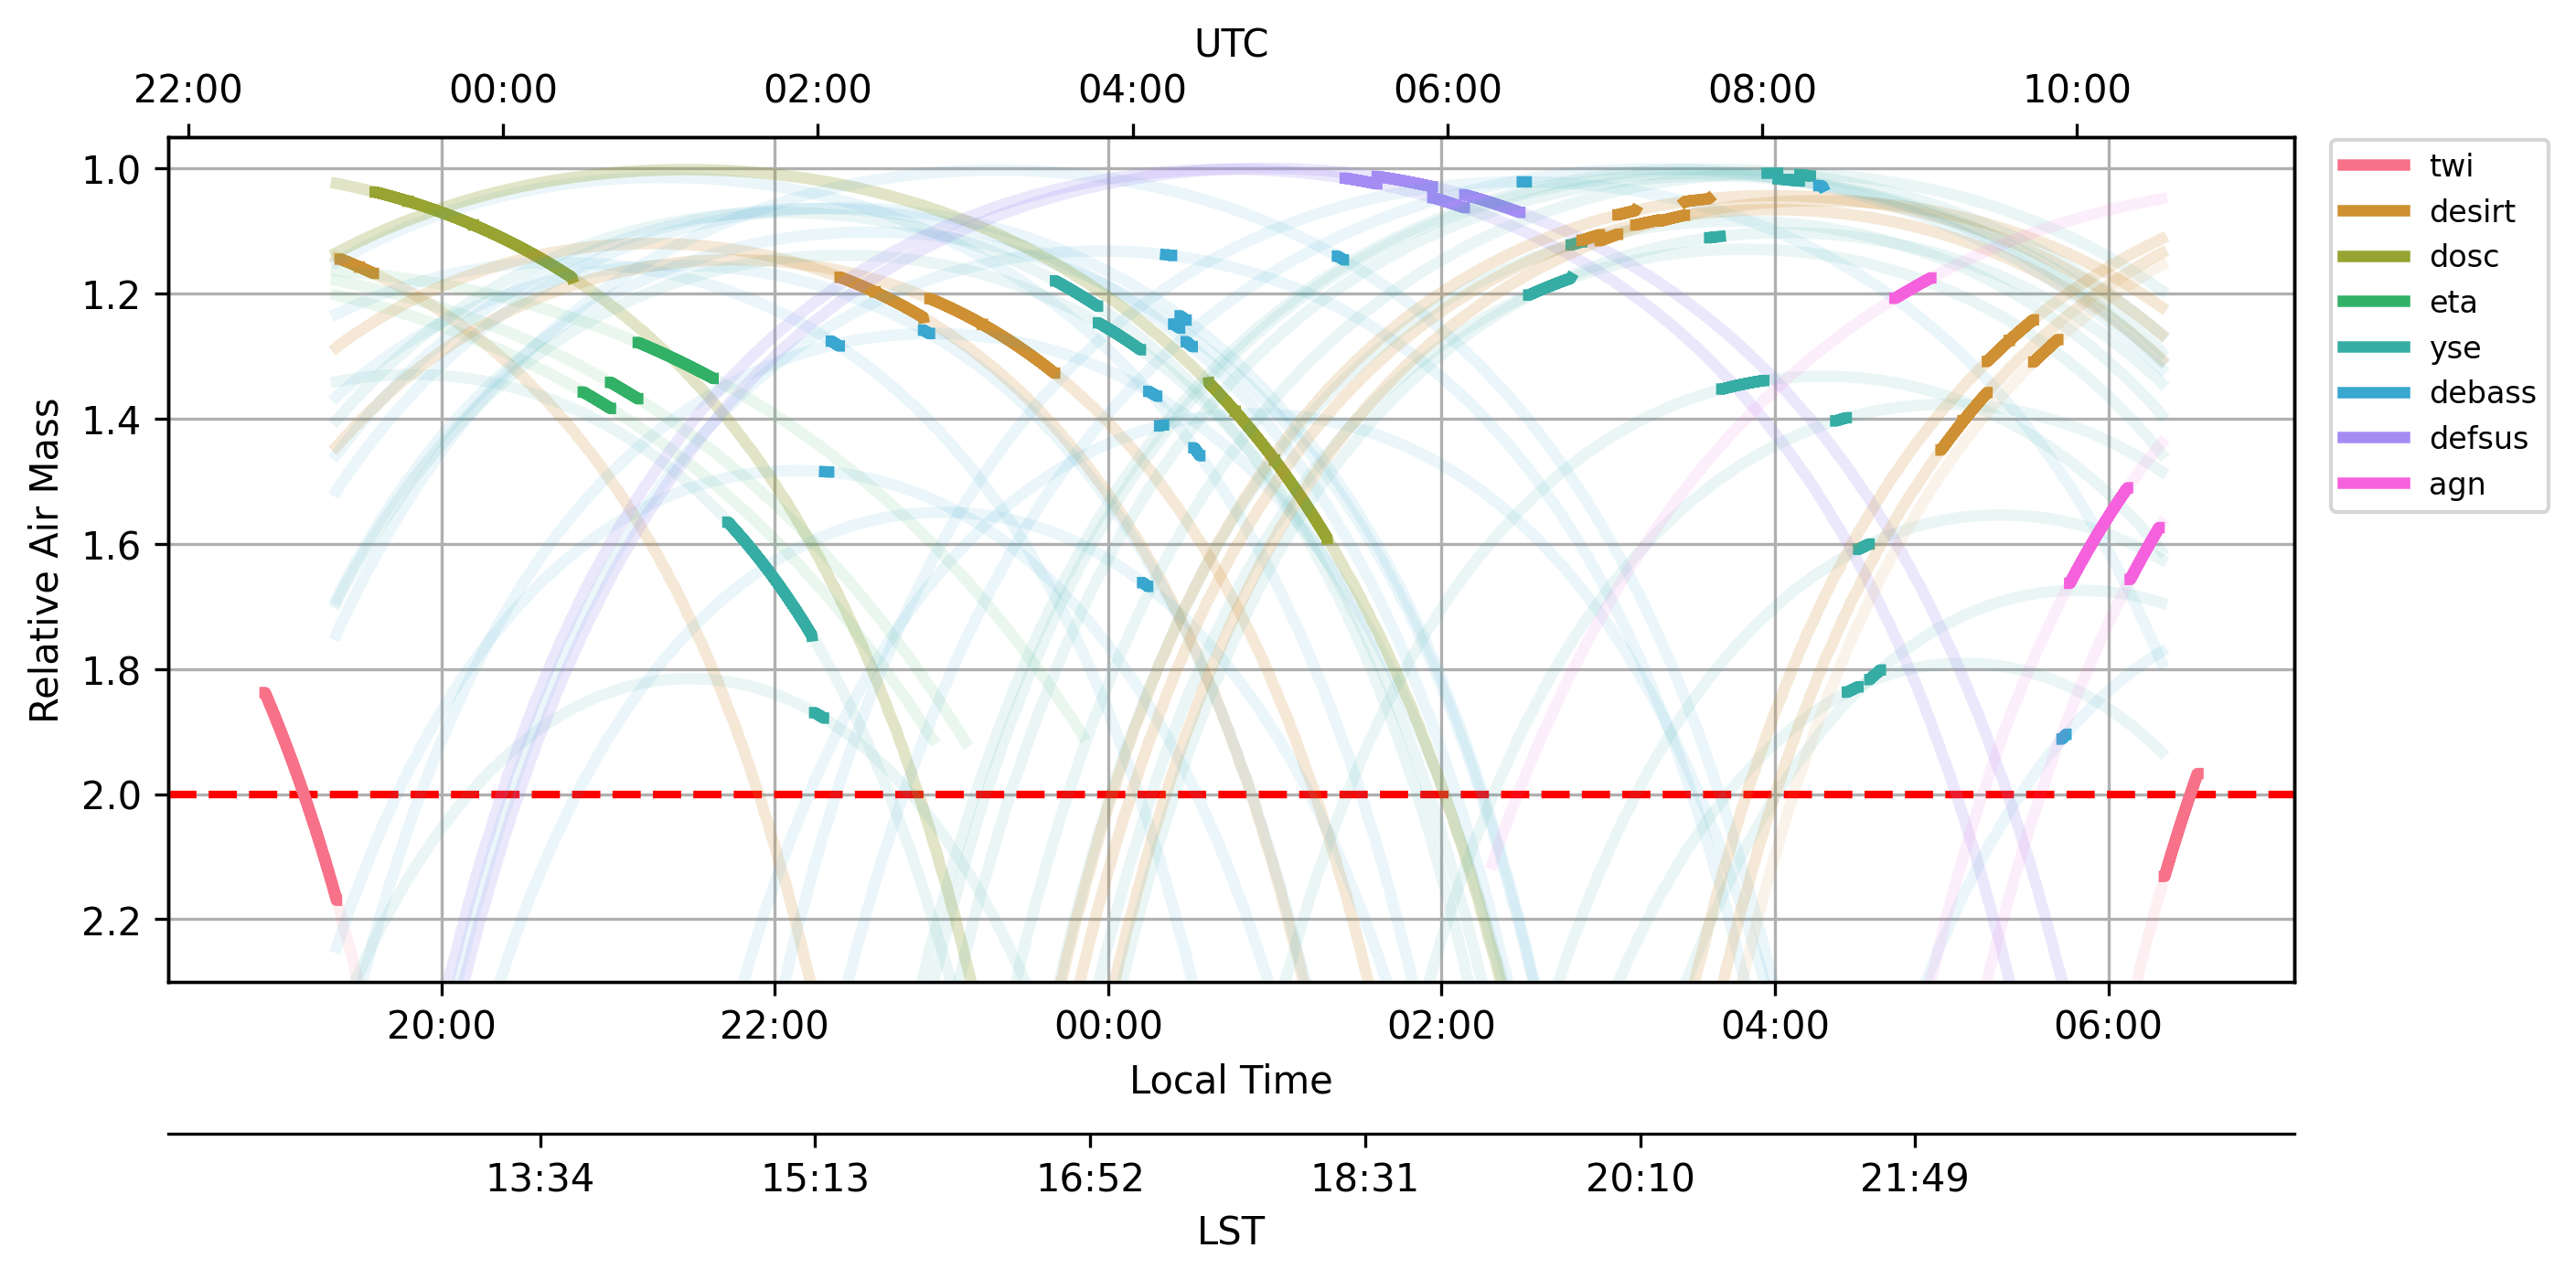 UTC
22:00 00:00 02:00 04:00 06:00 08:00 10:00
1.0
1.2
1.4
1.6
1.8
2.0
2.2
Relative Air Mass
twi
desirt
dosc
eta
yse
debass
defsus
agn
20:00 22:00 00:00 02:00 04:00 06:00
Local Time
13:34 15:13 16:52 18:31 20:10 21:49
LST